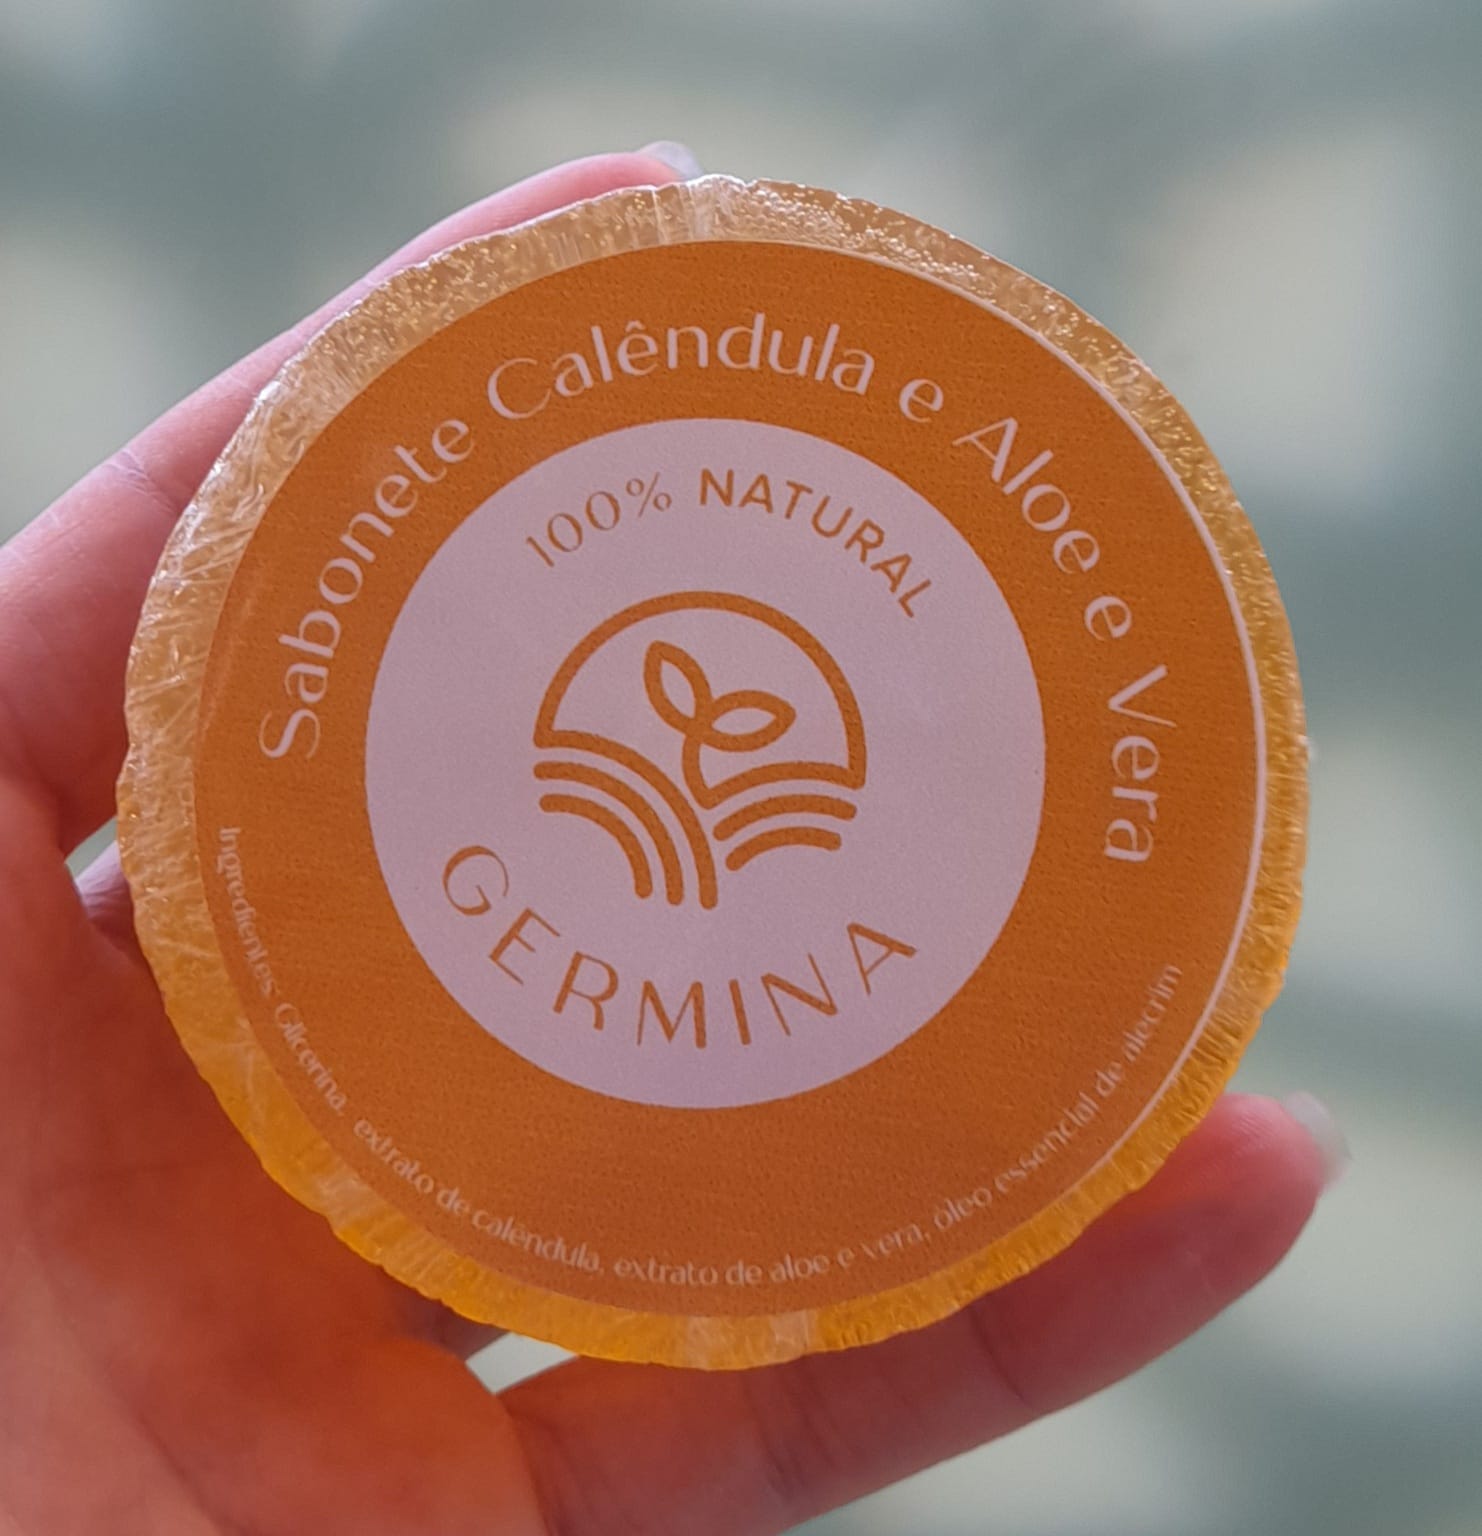 Sabonete Calêndula e Aloe e Vera
100% NATURAL
GERMINA
Ingredientes: Glicerina, extrato de calêndula, extrato de aloe e vera, óleo essencial de alecrim